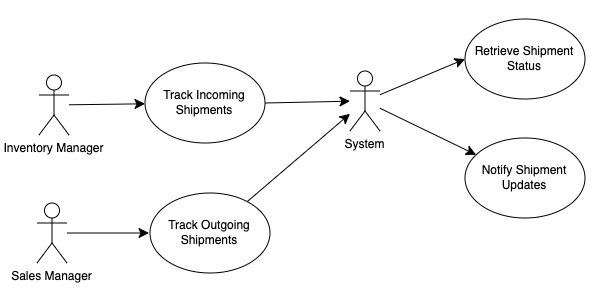 Retrieve Shipment
Status
Track Incoming
Shipments
Inventory Manager
System
Notify Shipment
Updates
Track Outgoing
Shipments
Sales Manager